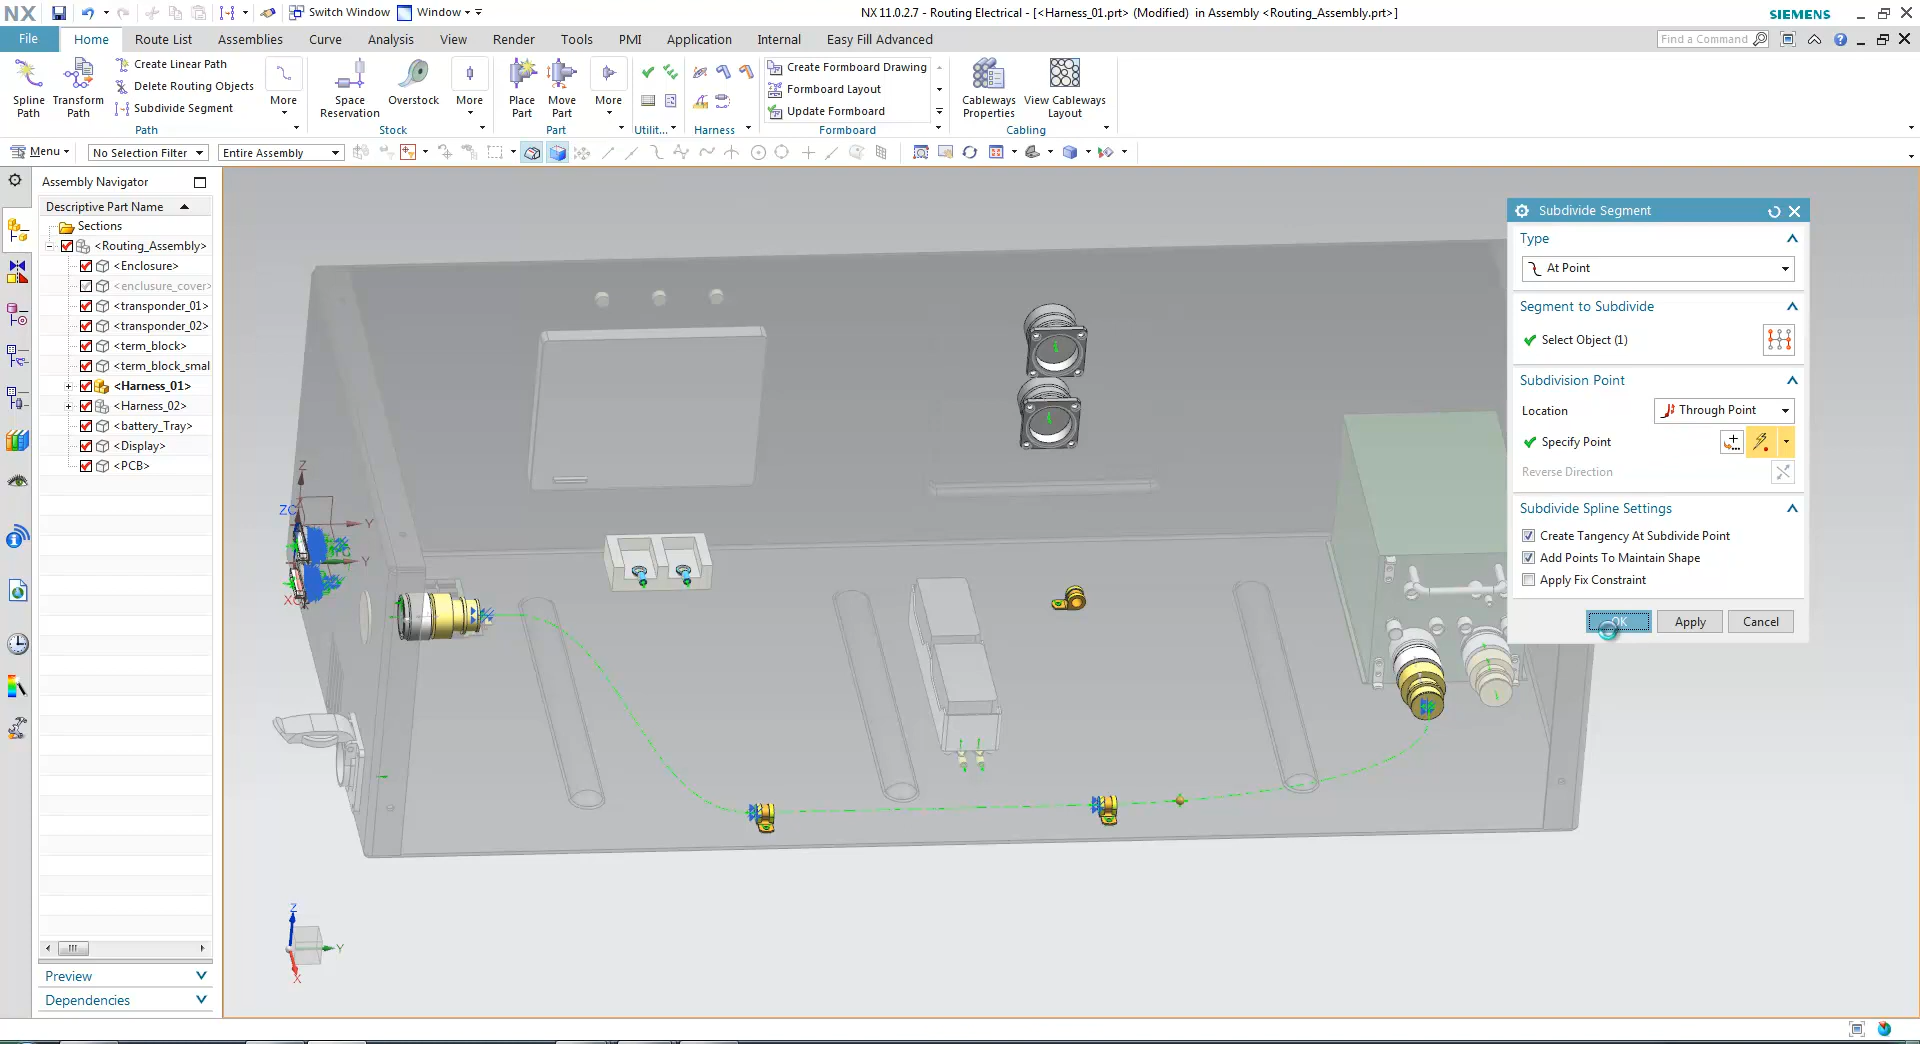 NX
Switch Window
Window
NX 11.0.2.7 - Routing Electrical - [<Harness_01.prt> (Modified) in Assembly <Routing_Assembly.prt>]
SIEMENS
File
Home
Route List
Assemblies
Curve
Analysis
View
Render
Tools
PMI
Application
Internal
Easy Fill Advanced
Find a Command
Spline Path
Transform Path
Create Linear Path
Delete Routing Objects
Subdivide Segment
More
Path
Space Reservation
Overstock
More
Stock
Place Part
Move Part
More
Part
Utilit...
Harness
Create Formboard Drawing
Formboard Layout
Update Formboard
Formboard
Cableways Properties
View Cableways Layout
Cabling
Menu
No Selection Filter
Entire Assembly
Assembly Navigator
Descriptive Part Name
Sections
<Routing_Assembly>
<Enclosure>
<enclusure_cover>
<transponder_01>
<transponder_02>
<term_block>
<term_block_smal
<Harness_01>
<Harness_02>
<battery_Tray>
<Display>
<PCB>
Preview
Dependencies
Z
ZC
Y
Y
XC
Z
Y
X
Subdivide Segment
Type
At Point
Segment to Subdivide
Select Object (1)
Subdivision Point
Location
Through Point
Specify Point
Reverse Direction
Subdivide Spline Settings
Create Tangency At Subdivide Point
Add Points To Maintain Shape
Apply Fix Constraint
OK
Apply
Cancel